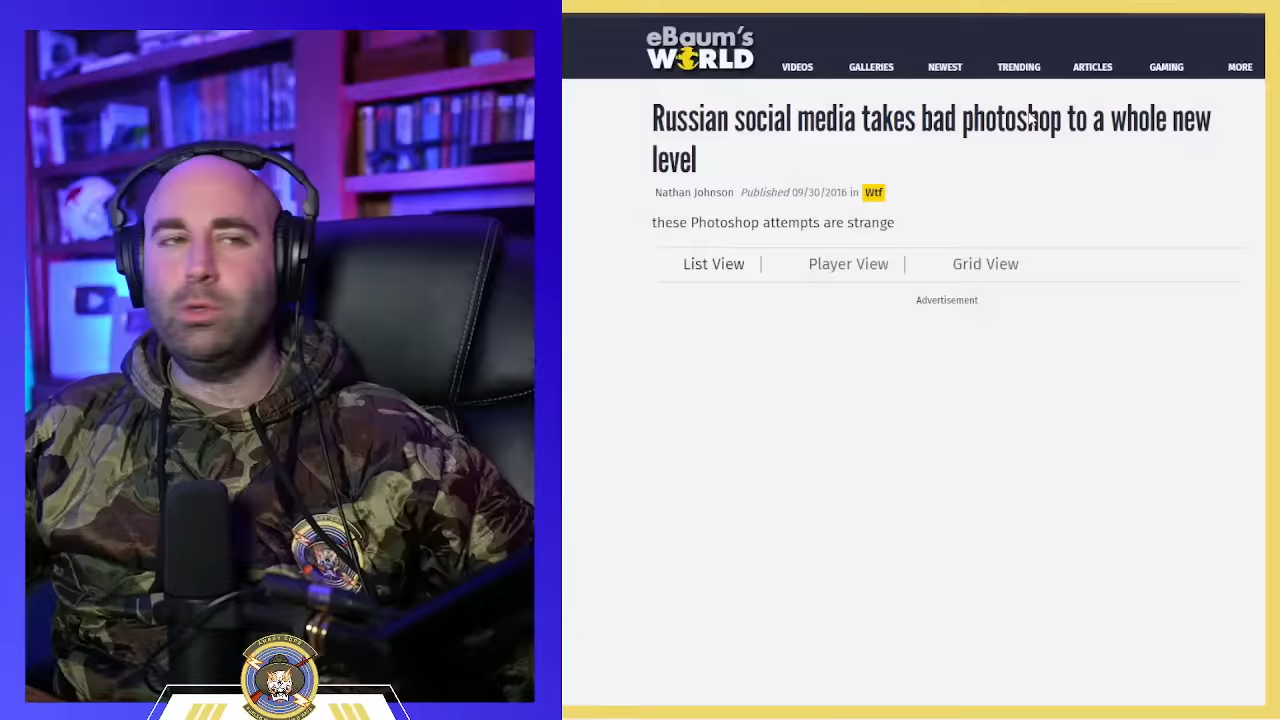 eBaum's
WORLD
VIDEOS
GALLERIES
NEWEST
TRENDING
ARTICLES
GAMING
MORE
Russian social media takes bad photoshop to a whole new
level
Nathan Johnson Published 09/30/2016 in Wtf
these Photoshop attempts are strange
List View | Player View | Grid View
Advertisement
ANGRY COPS